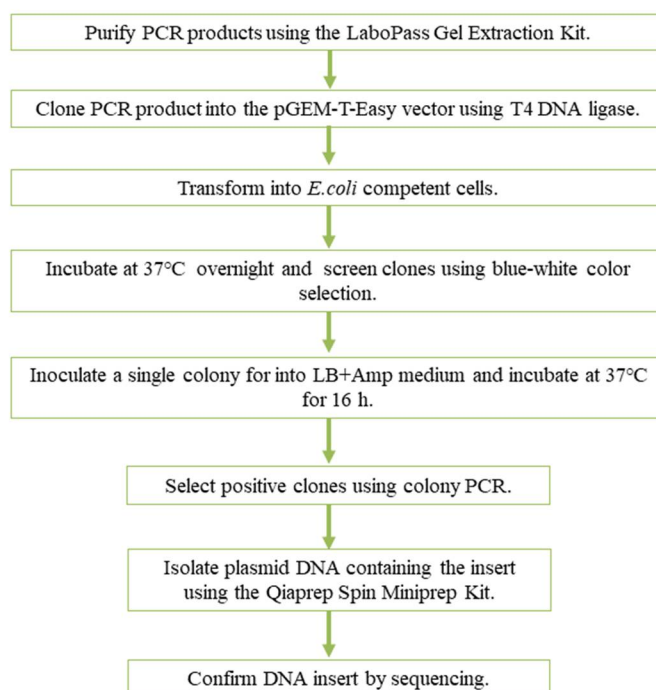 Purify PCR products using the LaboPass Gel Extraction Kit.
Clone PCR product into the pGEM-T-Easy vector using T4 DNA ligase.
Transform into E.coli competent cells.
Incubate at 37°C overnight and screen clones using blue-white color
selection.
Inoculate a single colony for into LB+Amp medium and incubate at 37°C
for 16 h.
Select positive clones using colony PCR.
Isolate plasmid DNA containing the insert
using the Qiaprep Spin Miniprep Kit.
Confirm DNA insert by sequencing.